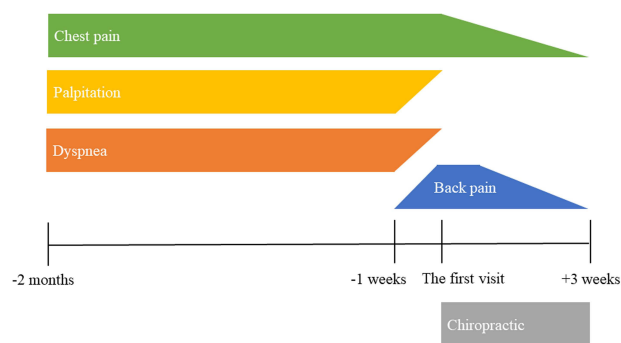 Chest pain
Palpitation
Dyspnea
Back pain
-2 months
-1 weeks
The first visit
+3 weeks
Chiropractic